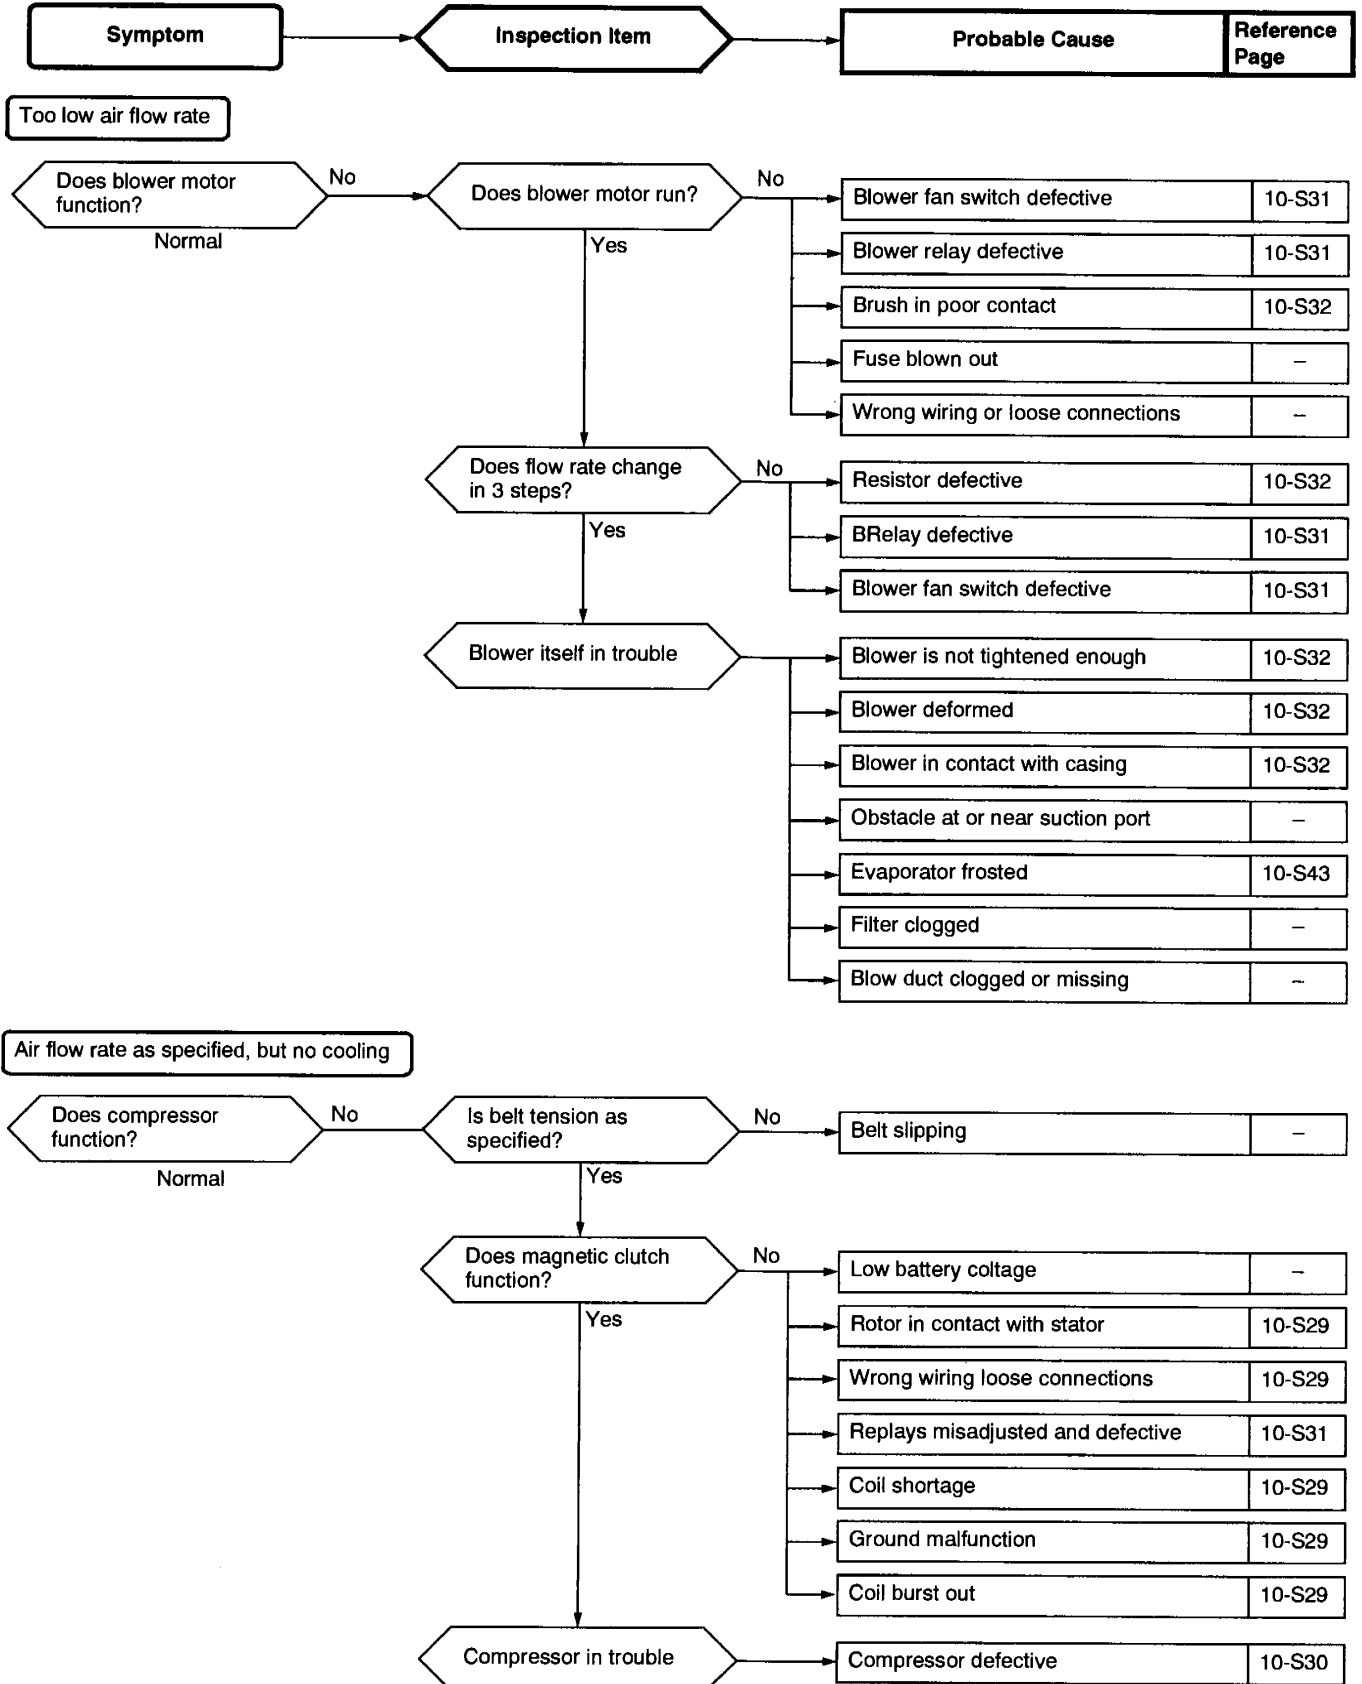 Symptom
Inspection Item
Probable Cause
Reference
Page
Too low air flow rate
Does blower motor
function?
No
Normal
Does blower motor run?
No
Yes
Blower fan switch defective
10-S31
Blower relay defective
10-S31
Brush in poor contact
10-S32
Fuse blown out
–
Wrong wiring or loose connections
–
Does flow rate change
in 3 steps?
No
Yes
Resistor defective
10-S32
BRelay defective
10-S31
Blower fan switch defective
10-S31
Blower itself in trouble
Blower is not tightened enough
10-S32
Blower deformed
10-S32
Blower in contact with casing
10-S32
Obstacle at or near suction port
–
Evaporator frosted
10-S43
Filter clogged
–
Blow duct clogged or missing
–
Air flow rate as specified, but no cooling
Does compressor
function?
No
Normal
Is belt tension as
specified?
No
Yes
Belt slipping
–
Does magnetic clutch
function?
No
Yes
Low battery coltage
–
Rotor in contact with stator
10-S29
Wrong wiring loose connections
10-S29
Replays misadjusted and defective
10-S31
Coil shortage
10-S29
Ground malfunction
10-S29
Coil burst out
10-S29
Compressor in trouble
Compressor defective
10-S30